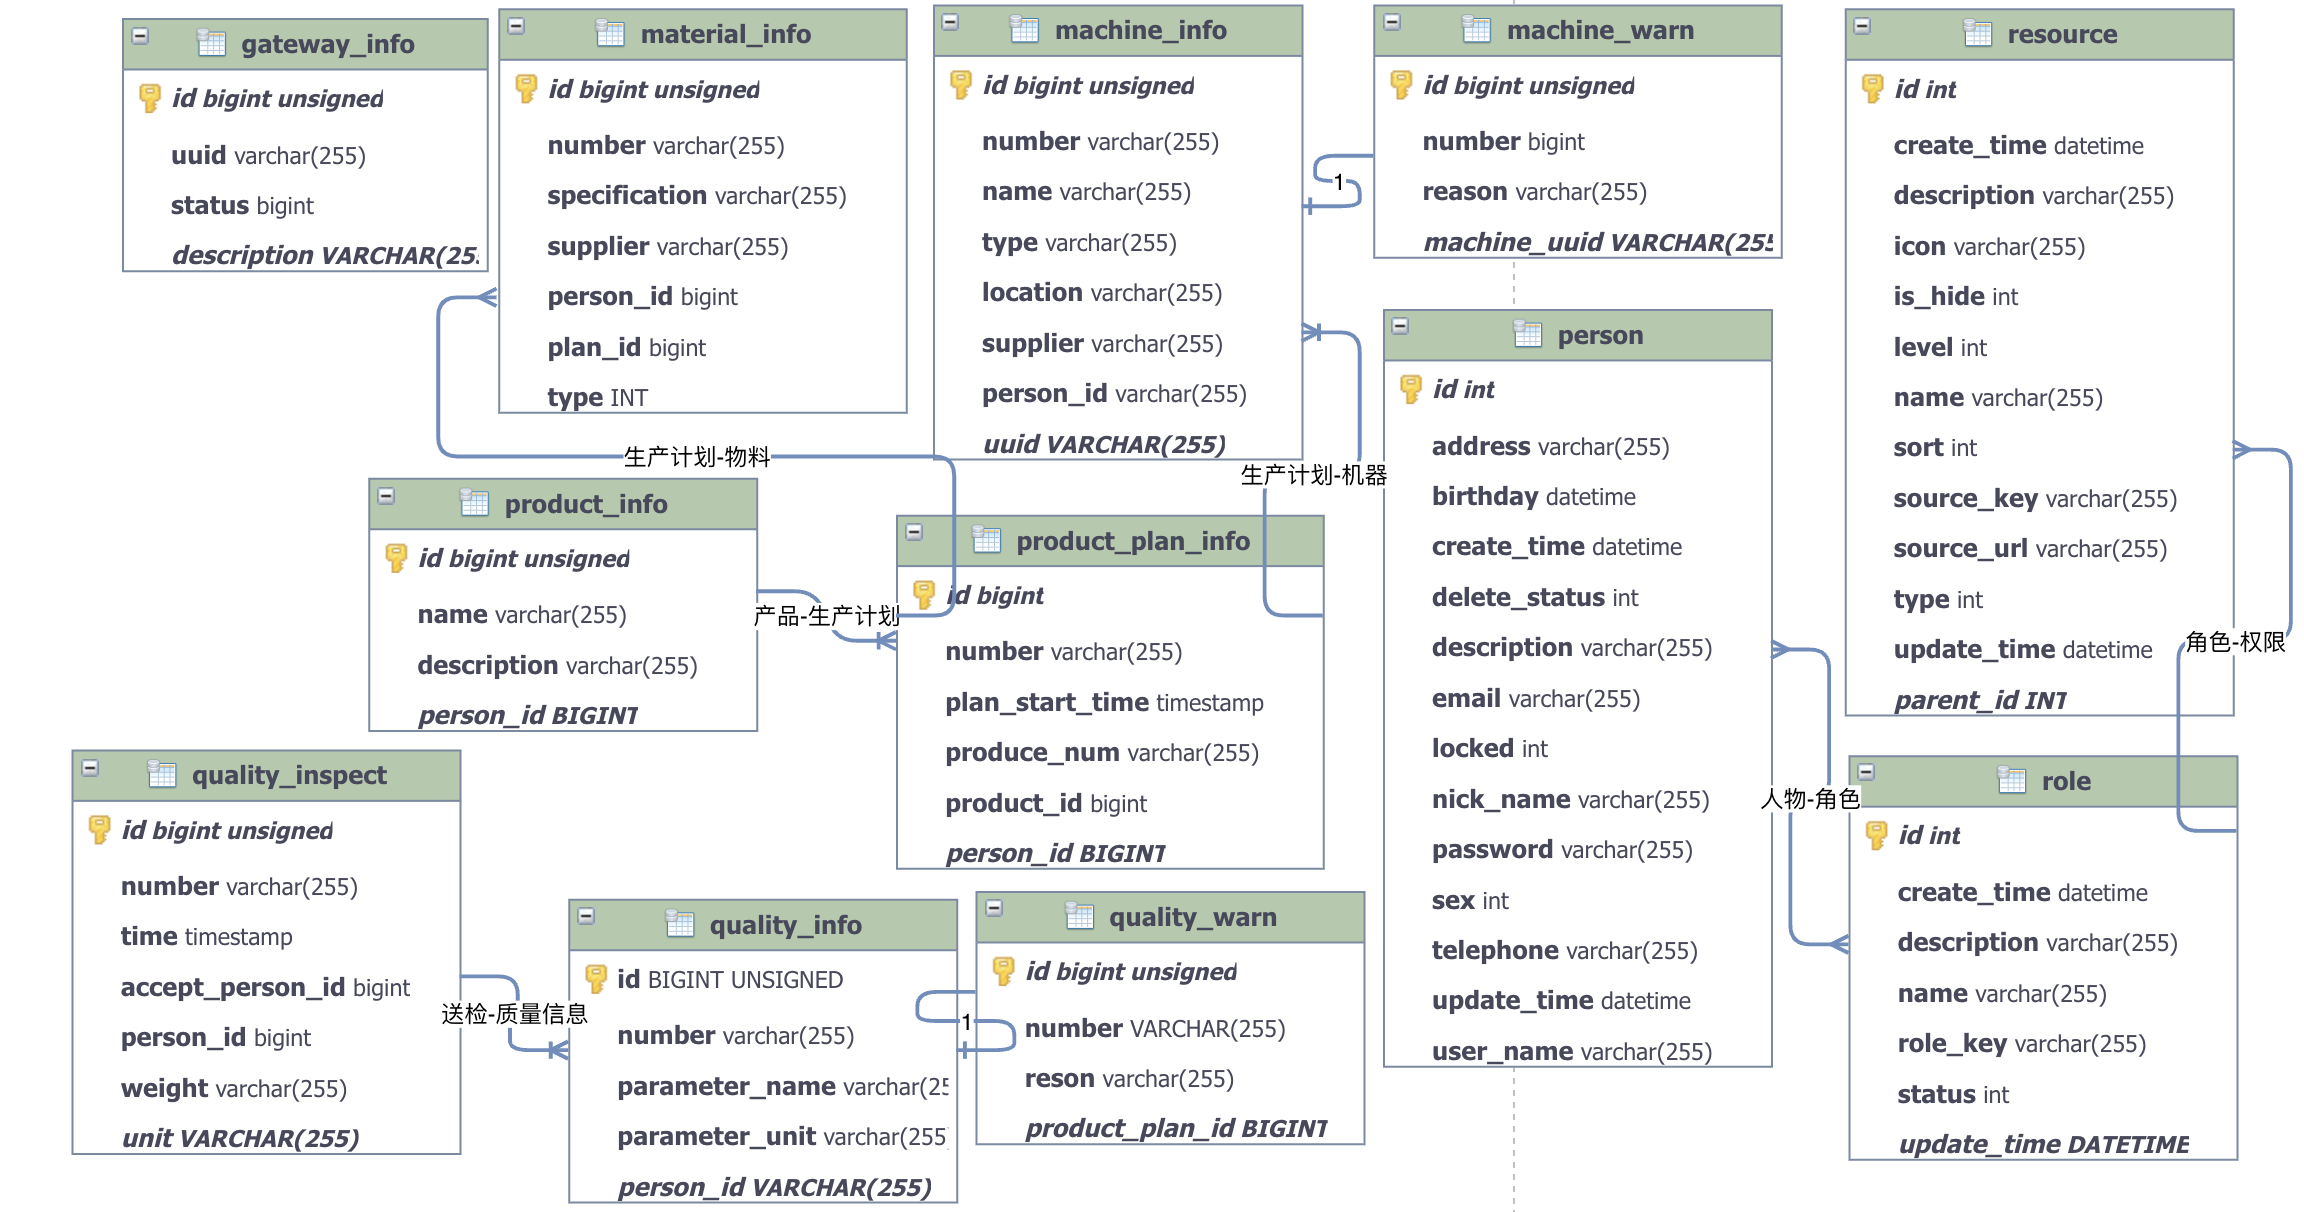 gateway_info
id bigint unsigned
uuid varchar(255)
status bigint
description VARCHAR(25
material_info
id bigint unsigned
number varchar(255)
specification varchar(255)
supplier varchar(255)
person_id bigint
plan_id bigint
type INT
machine_info
id bigint unsigned
number varchar(255)
name varchar(255)
type varchar(255)
location varchar(255)
supplier varchar(255)
person_id varchar(255)
uuid VARCHAR(255)
1
machine_warn
id bigint unsigned
number bigint
reason varchar(255)
machine_uuid VARCHAR(255
resource
id int
create_time datetime
description varchar(255)
icon varchar(255)
is_hide int
level int
name varchar(255)
sort int
source_key varchar(255)
source_url varchar(255)
type int
update_time datetime
parent_id INT
生产计划-物料
生产计划-机器
person
id int
address varchar(255)
birthday datetime
create_time datetime
delete_status int
description varchar(255)
email varchar(255)
locked int
nick_name varchar(255)
password varchar(255)
sex int
telephone varchar(255)
update_time datetime
user_name varchar(255)
product_info
id bigint unsigned
name varchar(255)
description varchar(255)
person_id BIGINT
产品-生产计划
product_plan_info
id bigint
number varchar(255)
plan_start_time timestamp
produce_num varchar(255)
product_id bigint
person_id BIGINT
角色-权限
人物-角色
role
id int
create_time datetime
description varchar(255)
name varchar(255)
role_key varchar(255)
status int
update_time DATETIME
quality_inspect
id bigint unsigned
number varchar(255)
time timestamp
accept_person_id bigint
person_id bigint
weight varchar(255)
unit VARCHAR(255)
送检-质量信息
quality_info
id BIGINT UNSIGNED
number varchar(255)
parameter_name varchar(25
parameter_unit varchar(255
person_id VARCHAR(255)
1
quality_warn
id bigint unsigned
number VARCHAR(255)
reson varchar(255)
product_plan_id BIGINT